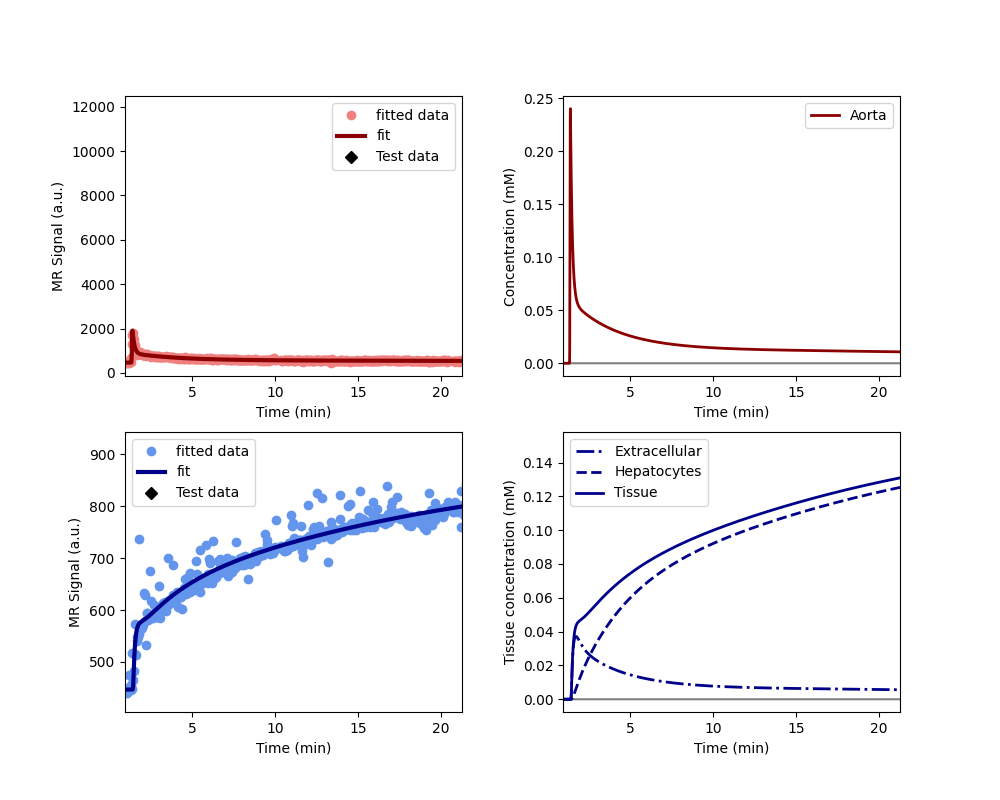 12000
10000
8000
6000
4000
2000
0
MR Signal (a.u.)
fitted data
fit
Test data
5
10
15
20
Time (min)
0.25
0.20
0.15
0.10
0.05
0.00
Concentration (mM)
Aorta
5
10
15
20
Time (min)
900
800
700
600
500
MR Signal (a.u.)
fitted data
fit
Test data
5
10
15
20
Time (min)
0.14
0.12
0.10
0.08
0.06
0.04
0.02
0.00
Tissue concentration (mM)
Extracellular
Hepatocytes
Tissue
5
10
15
20
Time (min)